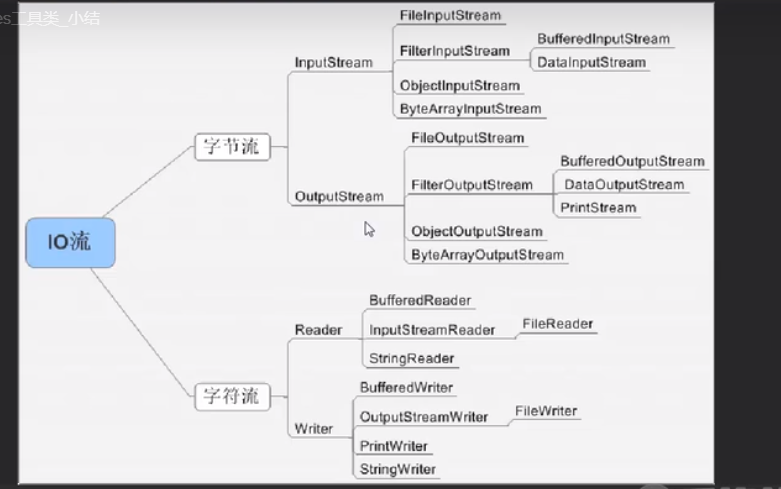 es工具类_小结
FileInputStream
FilterInputStream
BufferedInputStream
DataInputStream
InputStream
ObjectInputStream
ByteArrayInputStream
字节流
FileOutputStream
FilterOutputStream
BufferedOutputStream
DataOutputStream
PrintStream
OutputStream
ObjectOutputStream
ByteArrayOutputStream
IO流
BufferedReader
Reader
InputStreamReader
FileReader
StringReader
字符流
BufferedWriter
OutputStreamWriter
FileWriter
Writer
PrintWriter
StringWriter